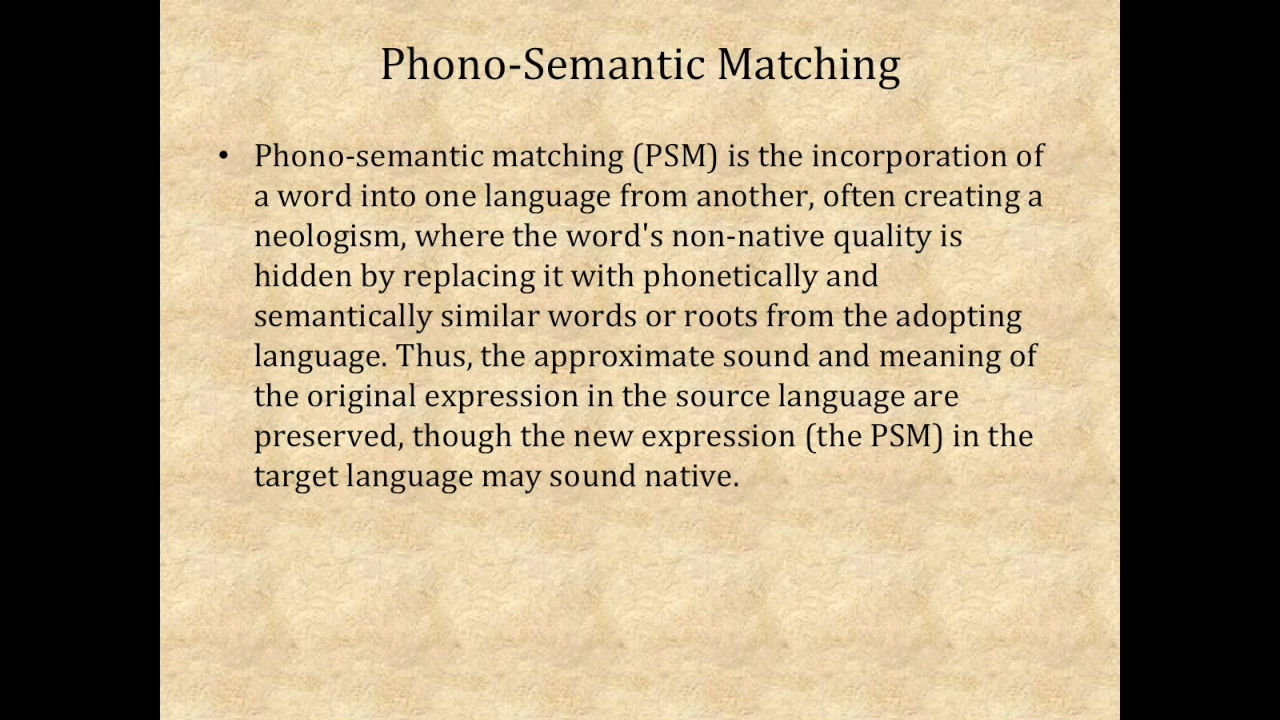 Phono-Semantic Matching
• Phono-semantic matching (PSM) is the incorporation of
a word into one language from another, often creating a
neologism, where the word's non-native quality is
hidden by replacing it with phonetically and
semantically similar words or roots from the adopting
language. Thus, the approximate sound and meaning of
the original expression in the source language are
preserved, though the new expression (the PSM) in the
target language may sound native.